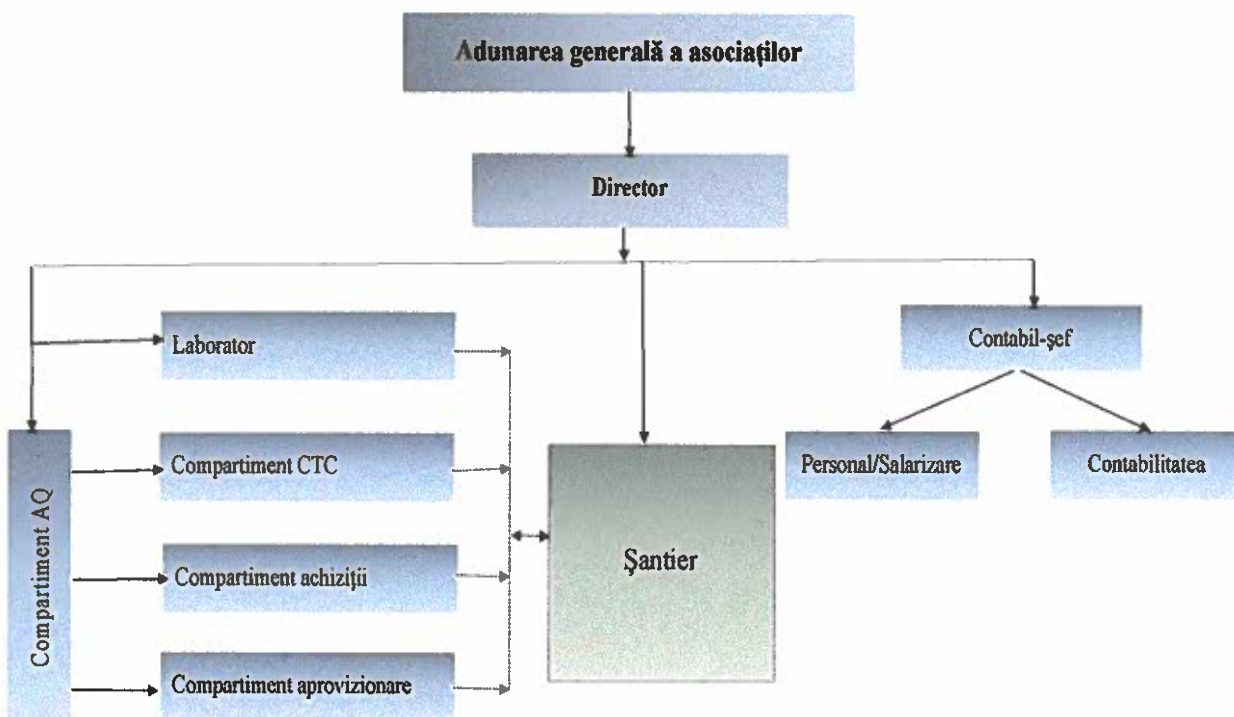 Adunarea generală a asociaţilor
Director
Laborator
Contabil-şef
Compartiment AQ
Compartiment CTC
Personal/Salarizare
Contabilitatea
Şantier
Compartiment achiziţii
Compartiment aprovizionare